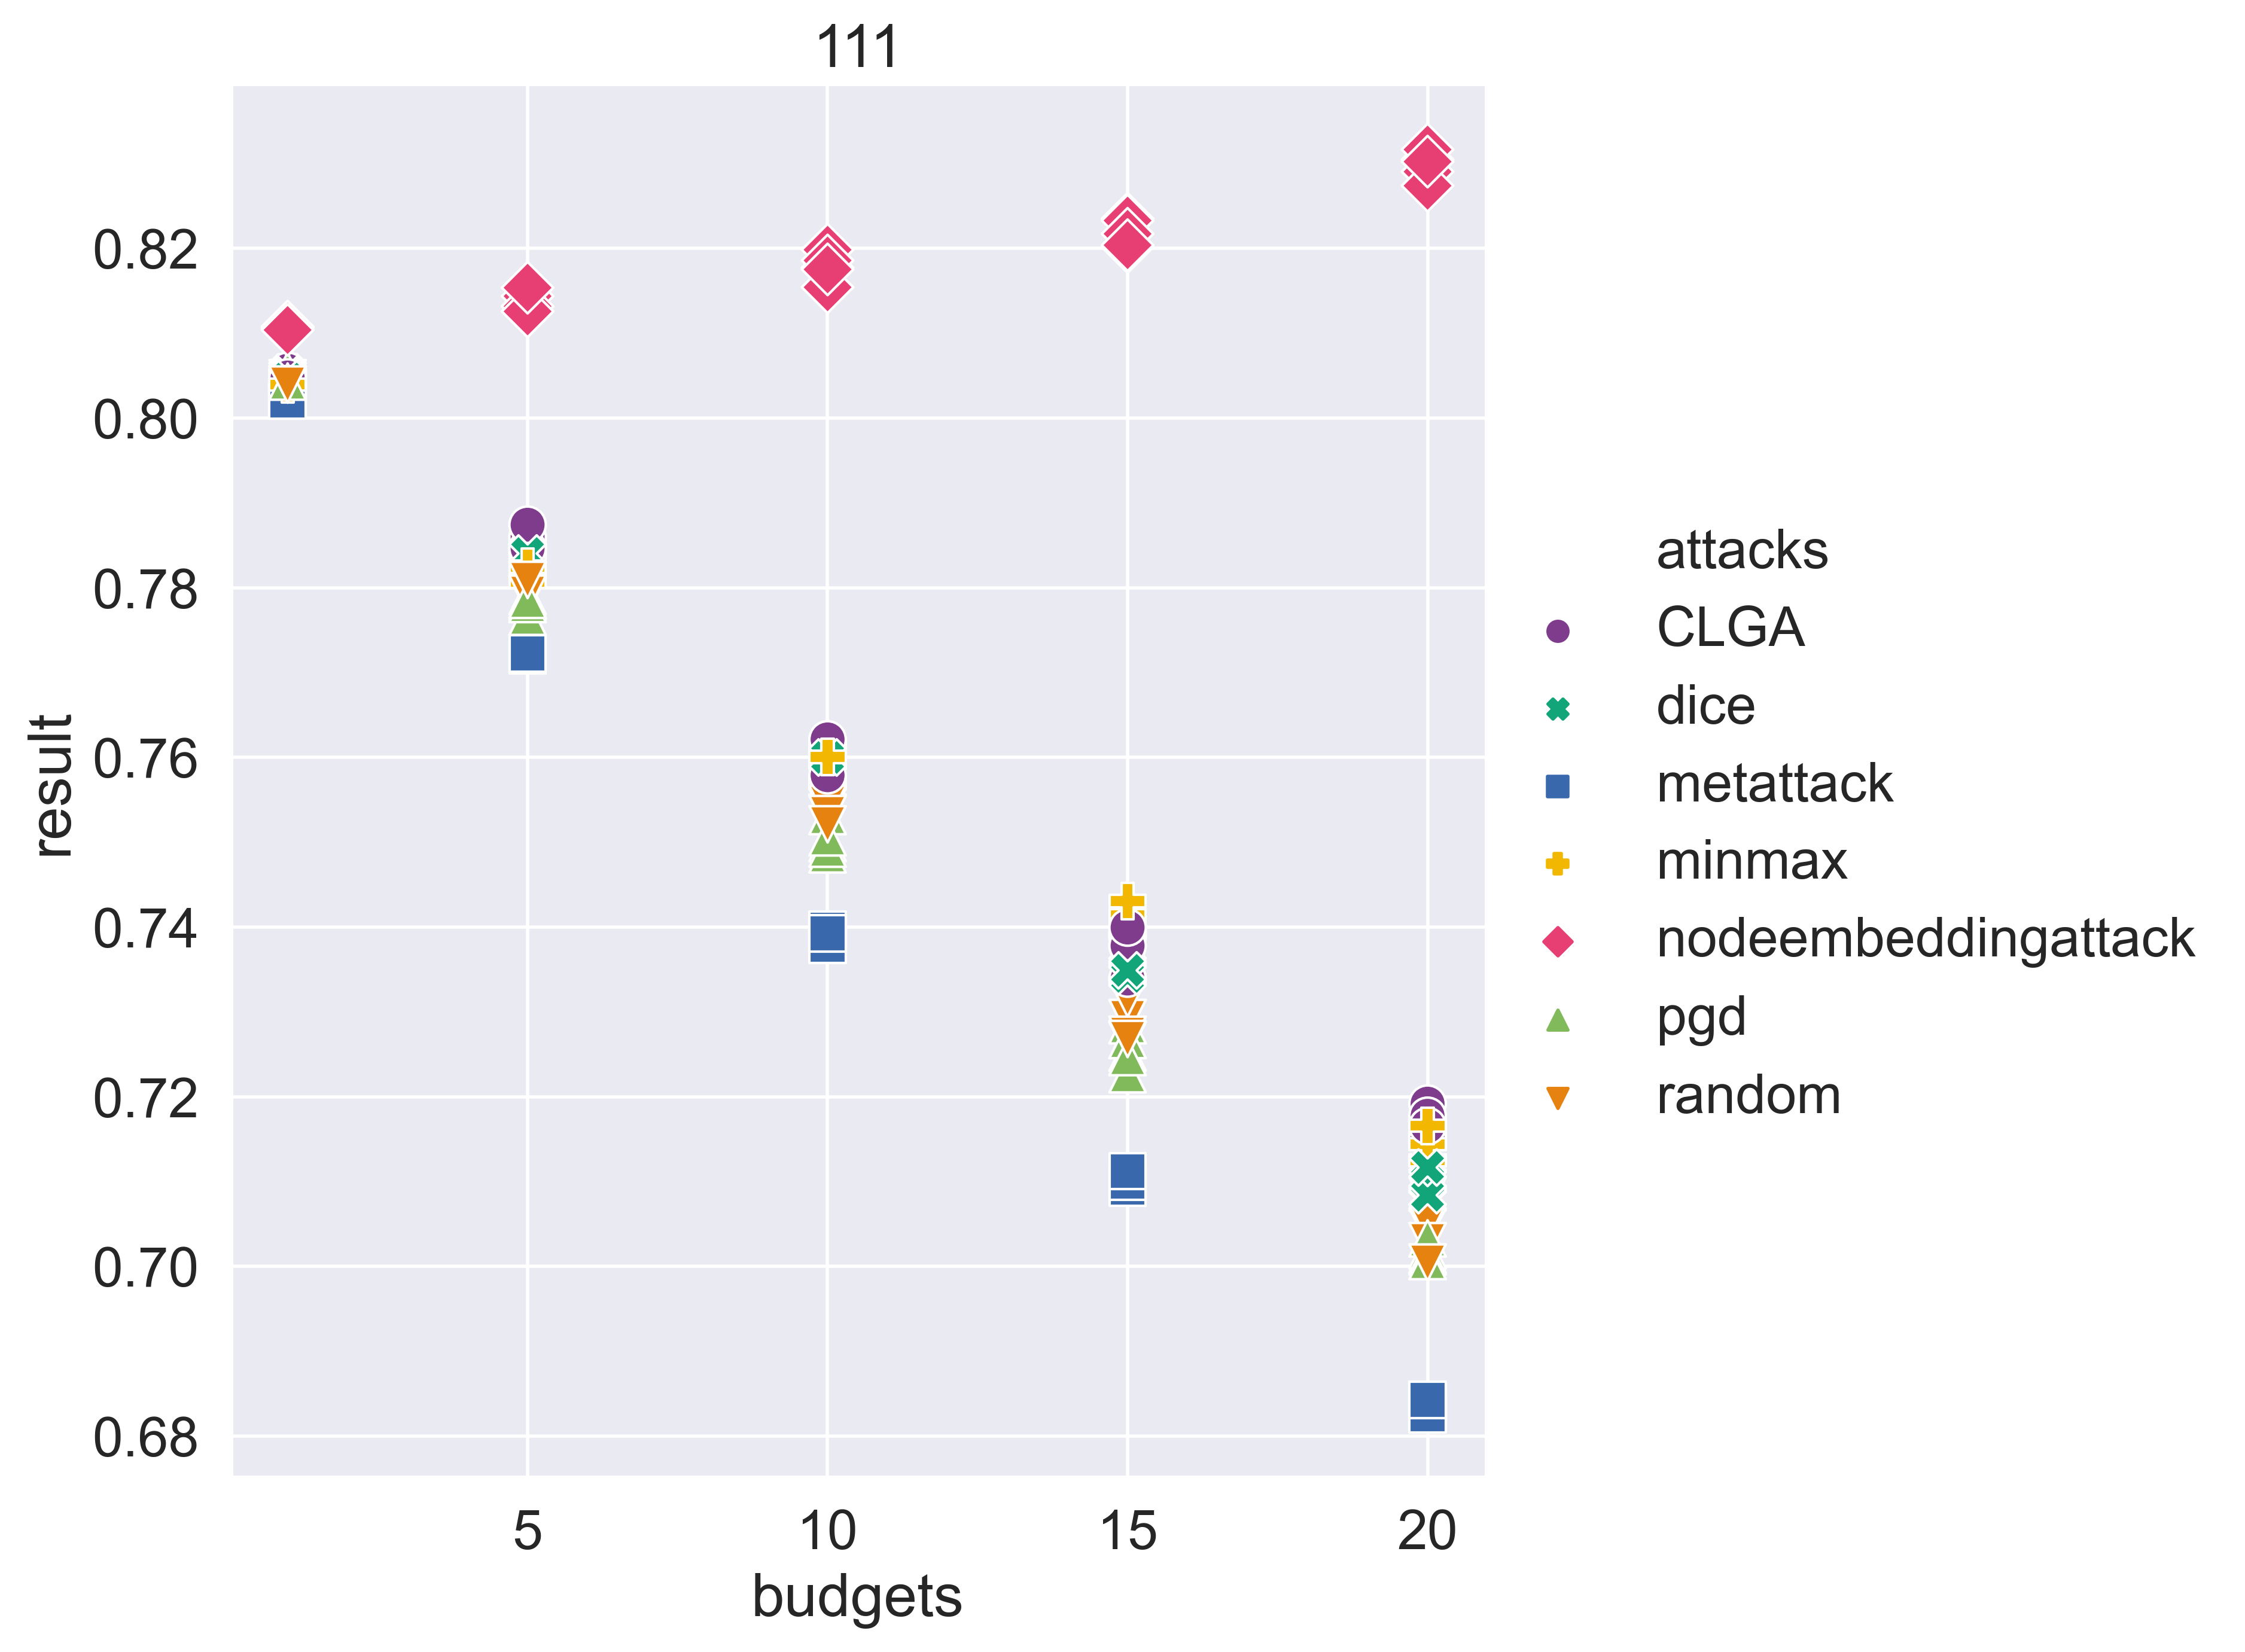 111
result
0.82
0.80
0.78
0.76
0.74
0.72
0.70
0.68
5 10 15 20
budgets
attacks
CLGA
dice
metattack
minmax
nodeembeddingattack
pgd
random